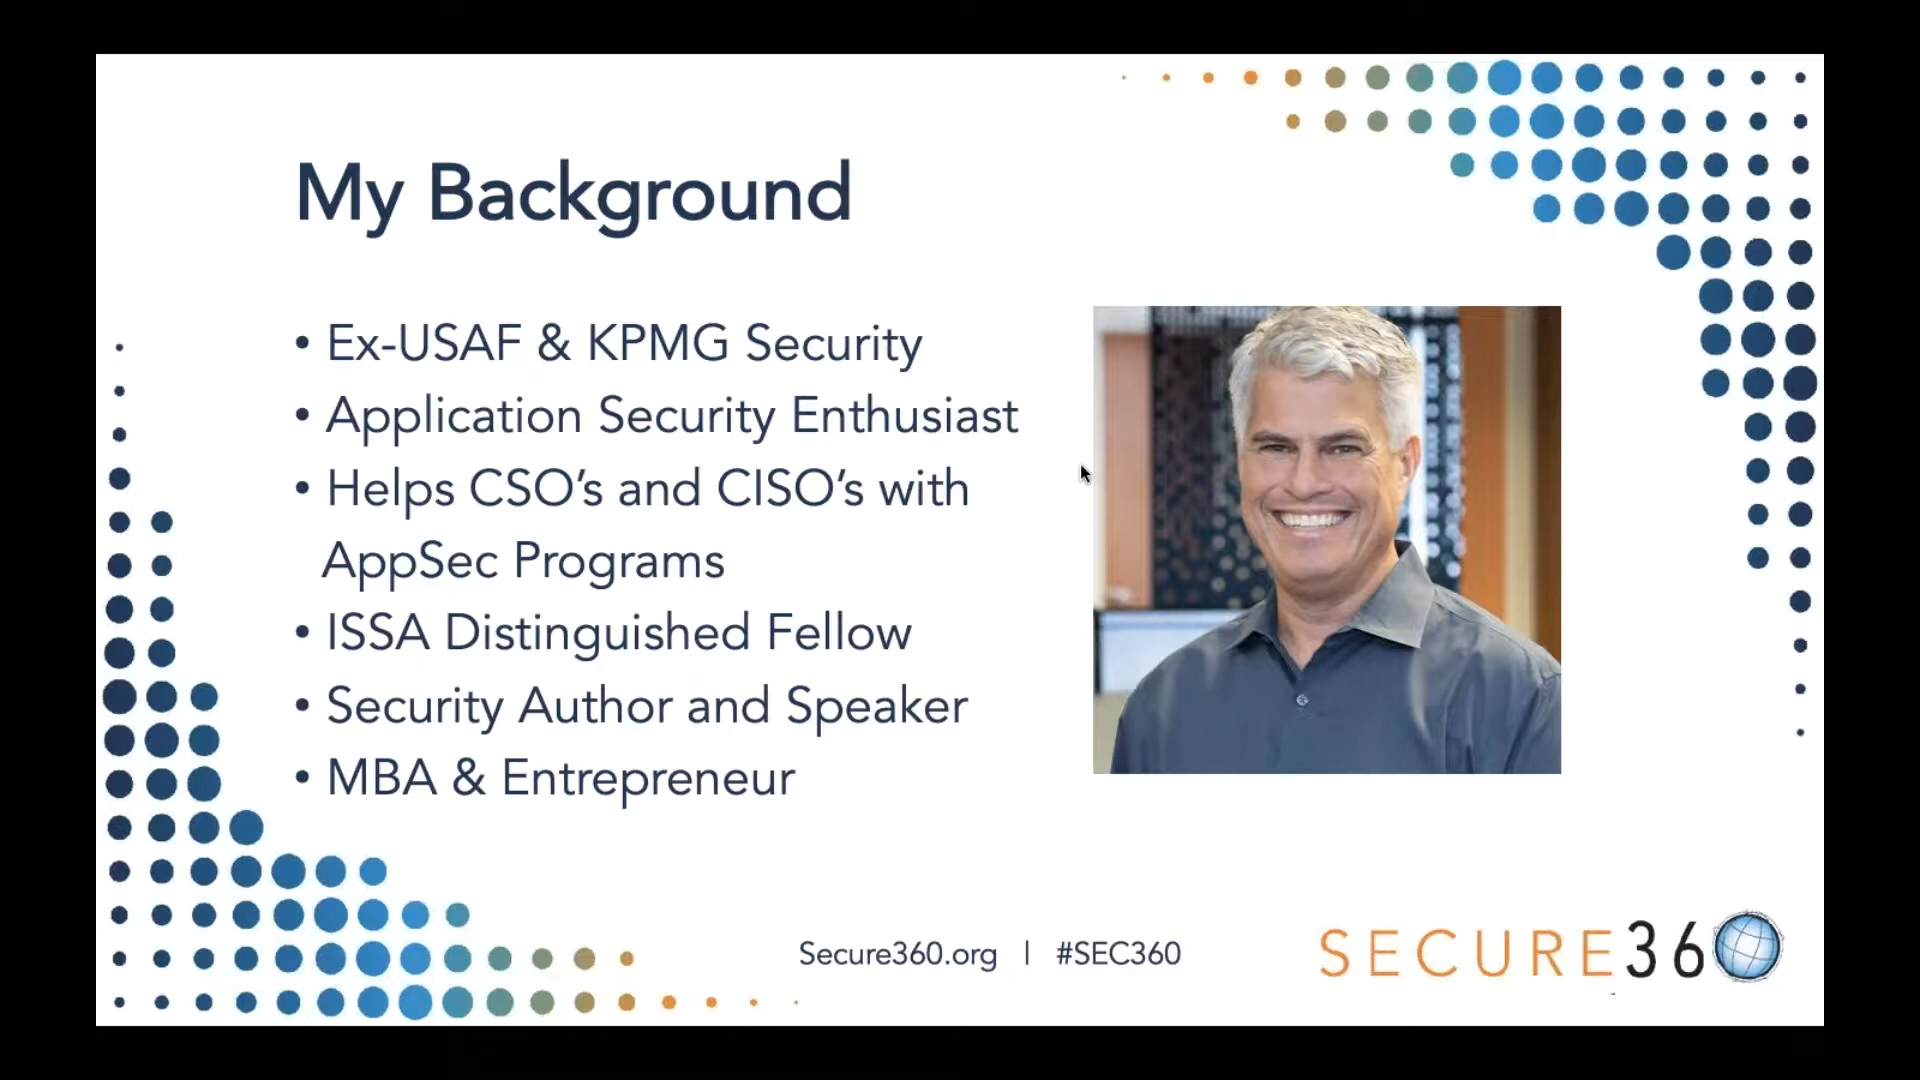 My Background
• Ex-USAF & KPMG Security
• Application Security Enthusiast
• Helps CSO’s and CISO’s with
AppSec Programs
• ISSA Distinguished Fellow
• Security Author and Speaker
• MBA & Entrepreneur
Secure360.org | #SEC360
SECURE360